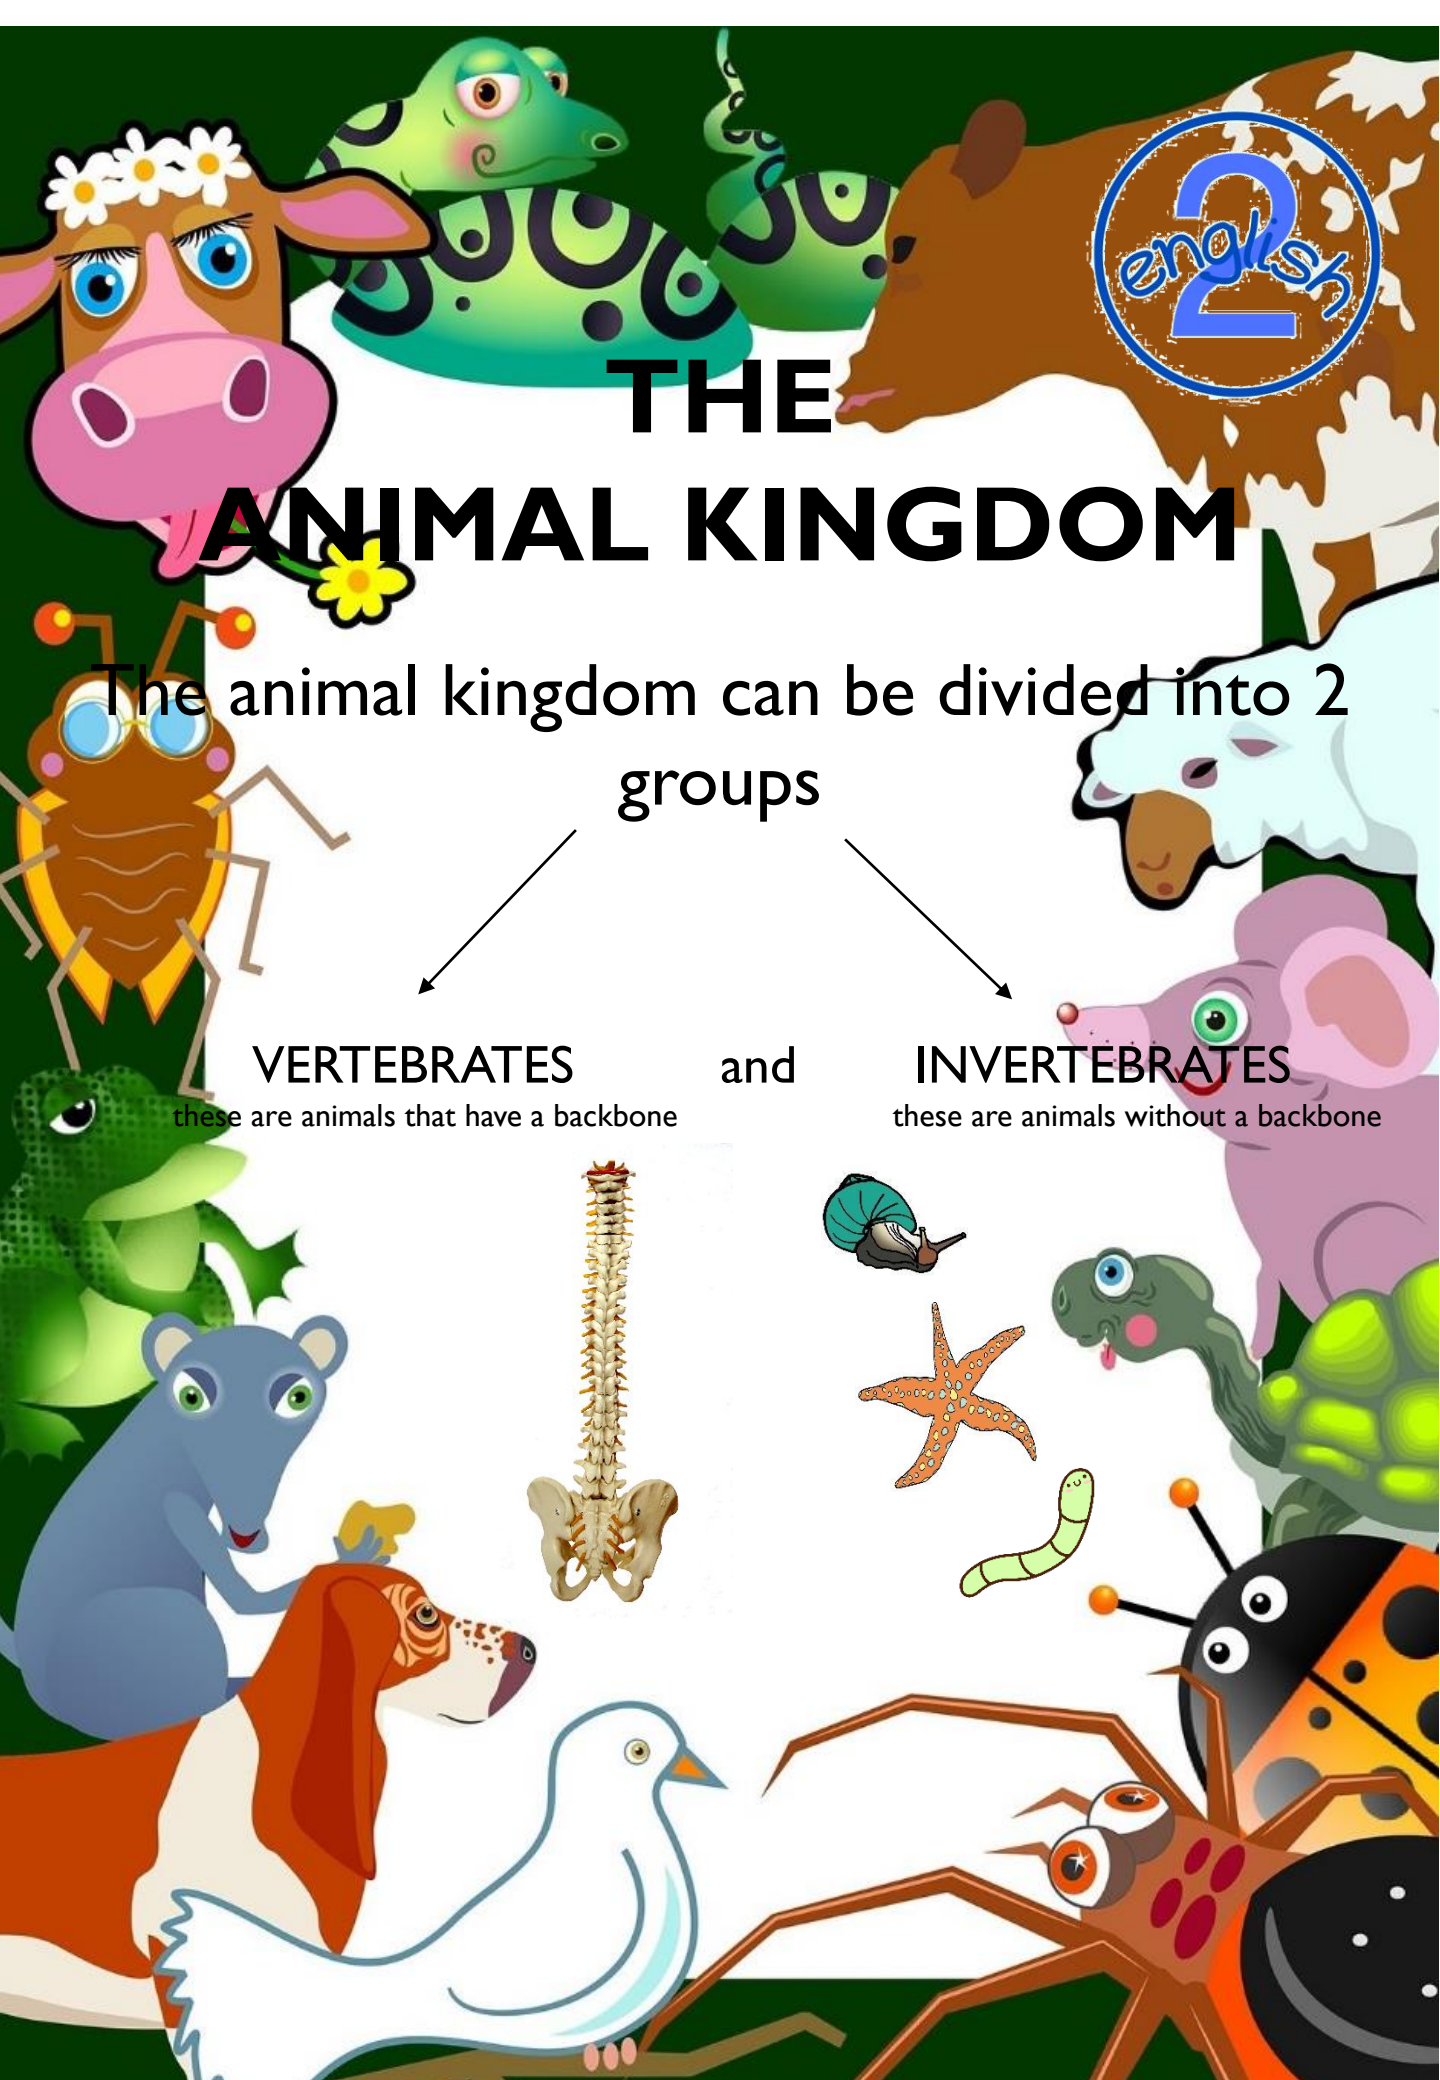 2
english
THE
ANIMAL KINGDOM
The animal kingdom can be divided into 2
groups
VERTEBRATES and INVERTEBRATES
these are animals that have a backbone these are animals without a backbone